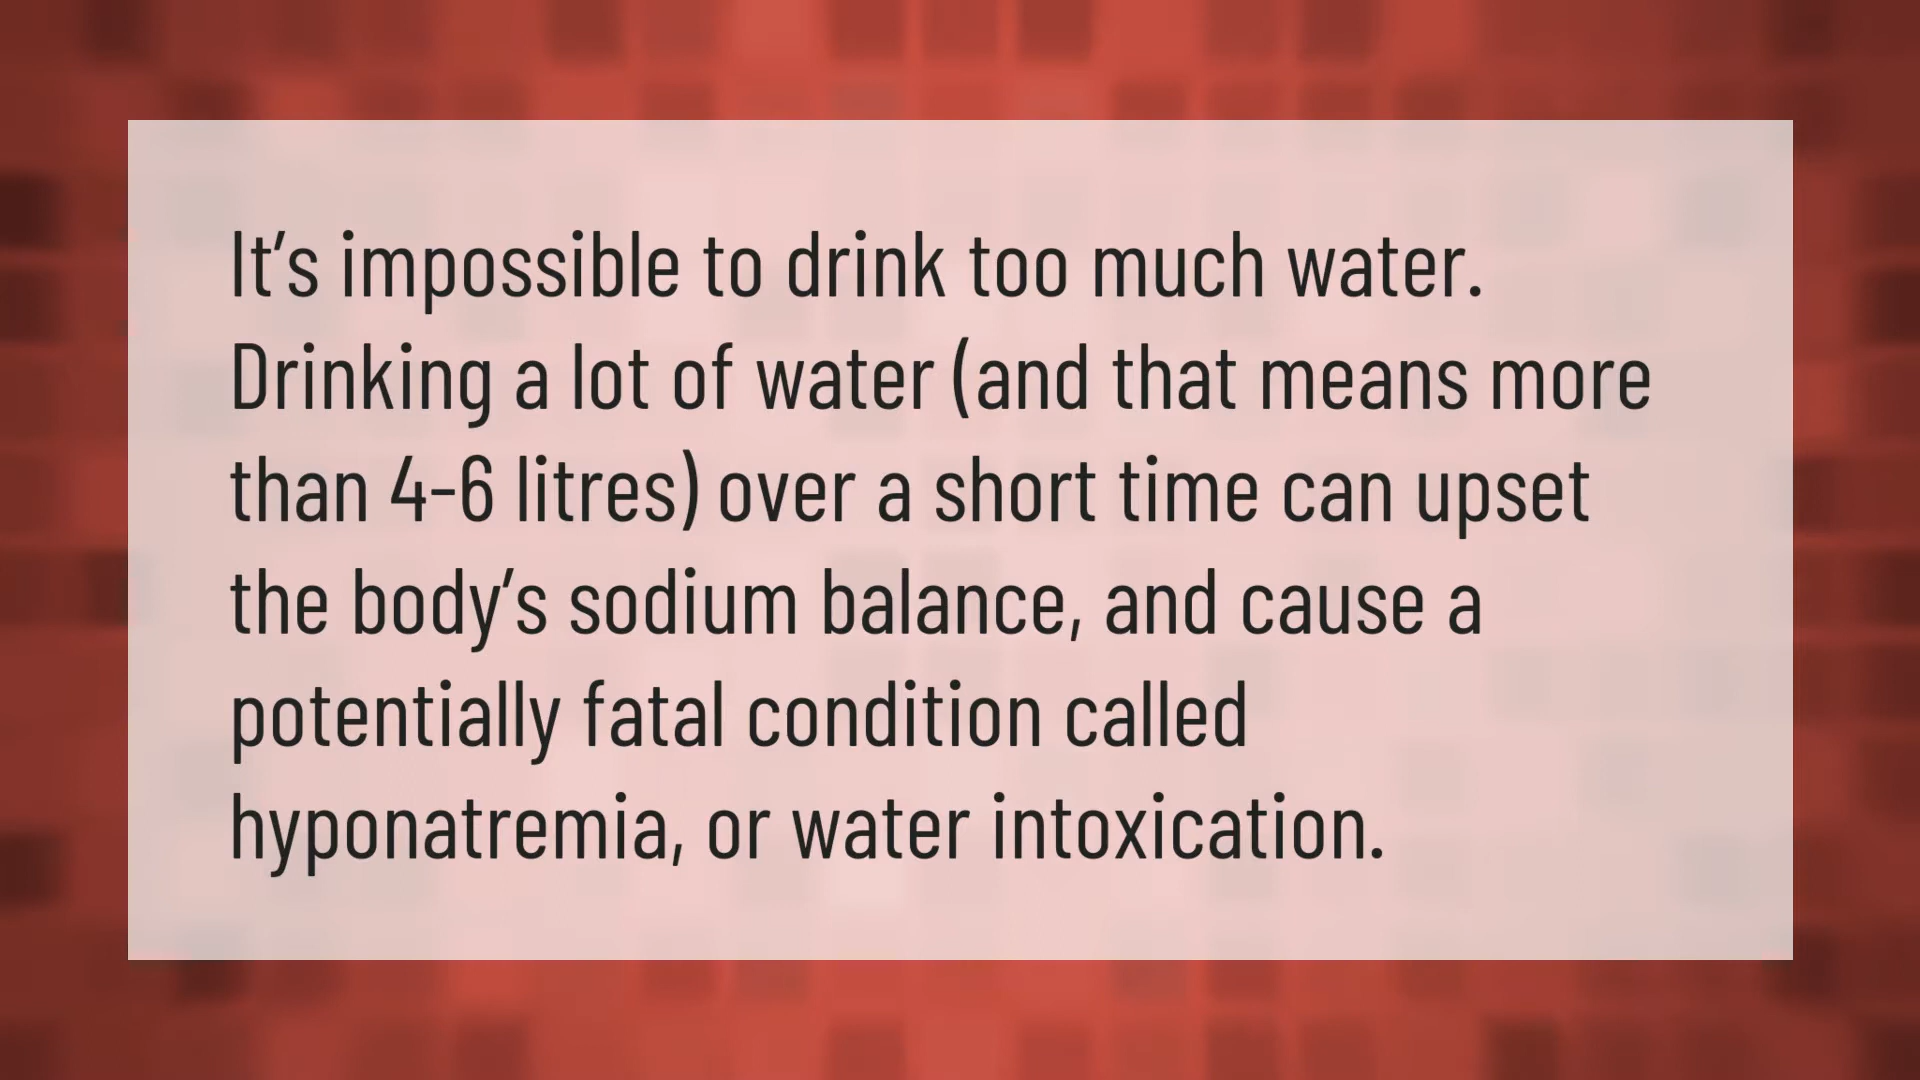 It’s impossible to drink too much water.
Drinking a lot of water (and that means more
than 4-6 litres) over a short time can upset
the body’s sodium balance, and cause a
potentially fatal condition called
hyponatremia, or water intoxication.